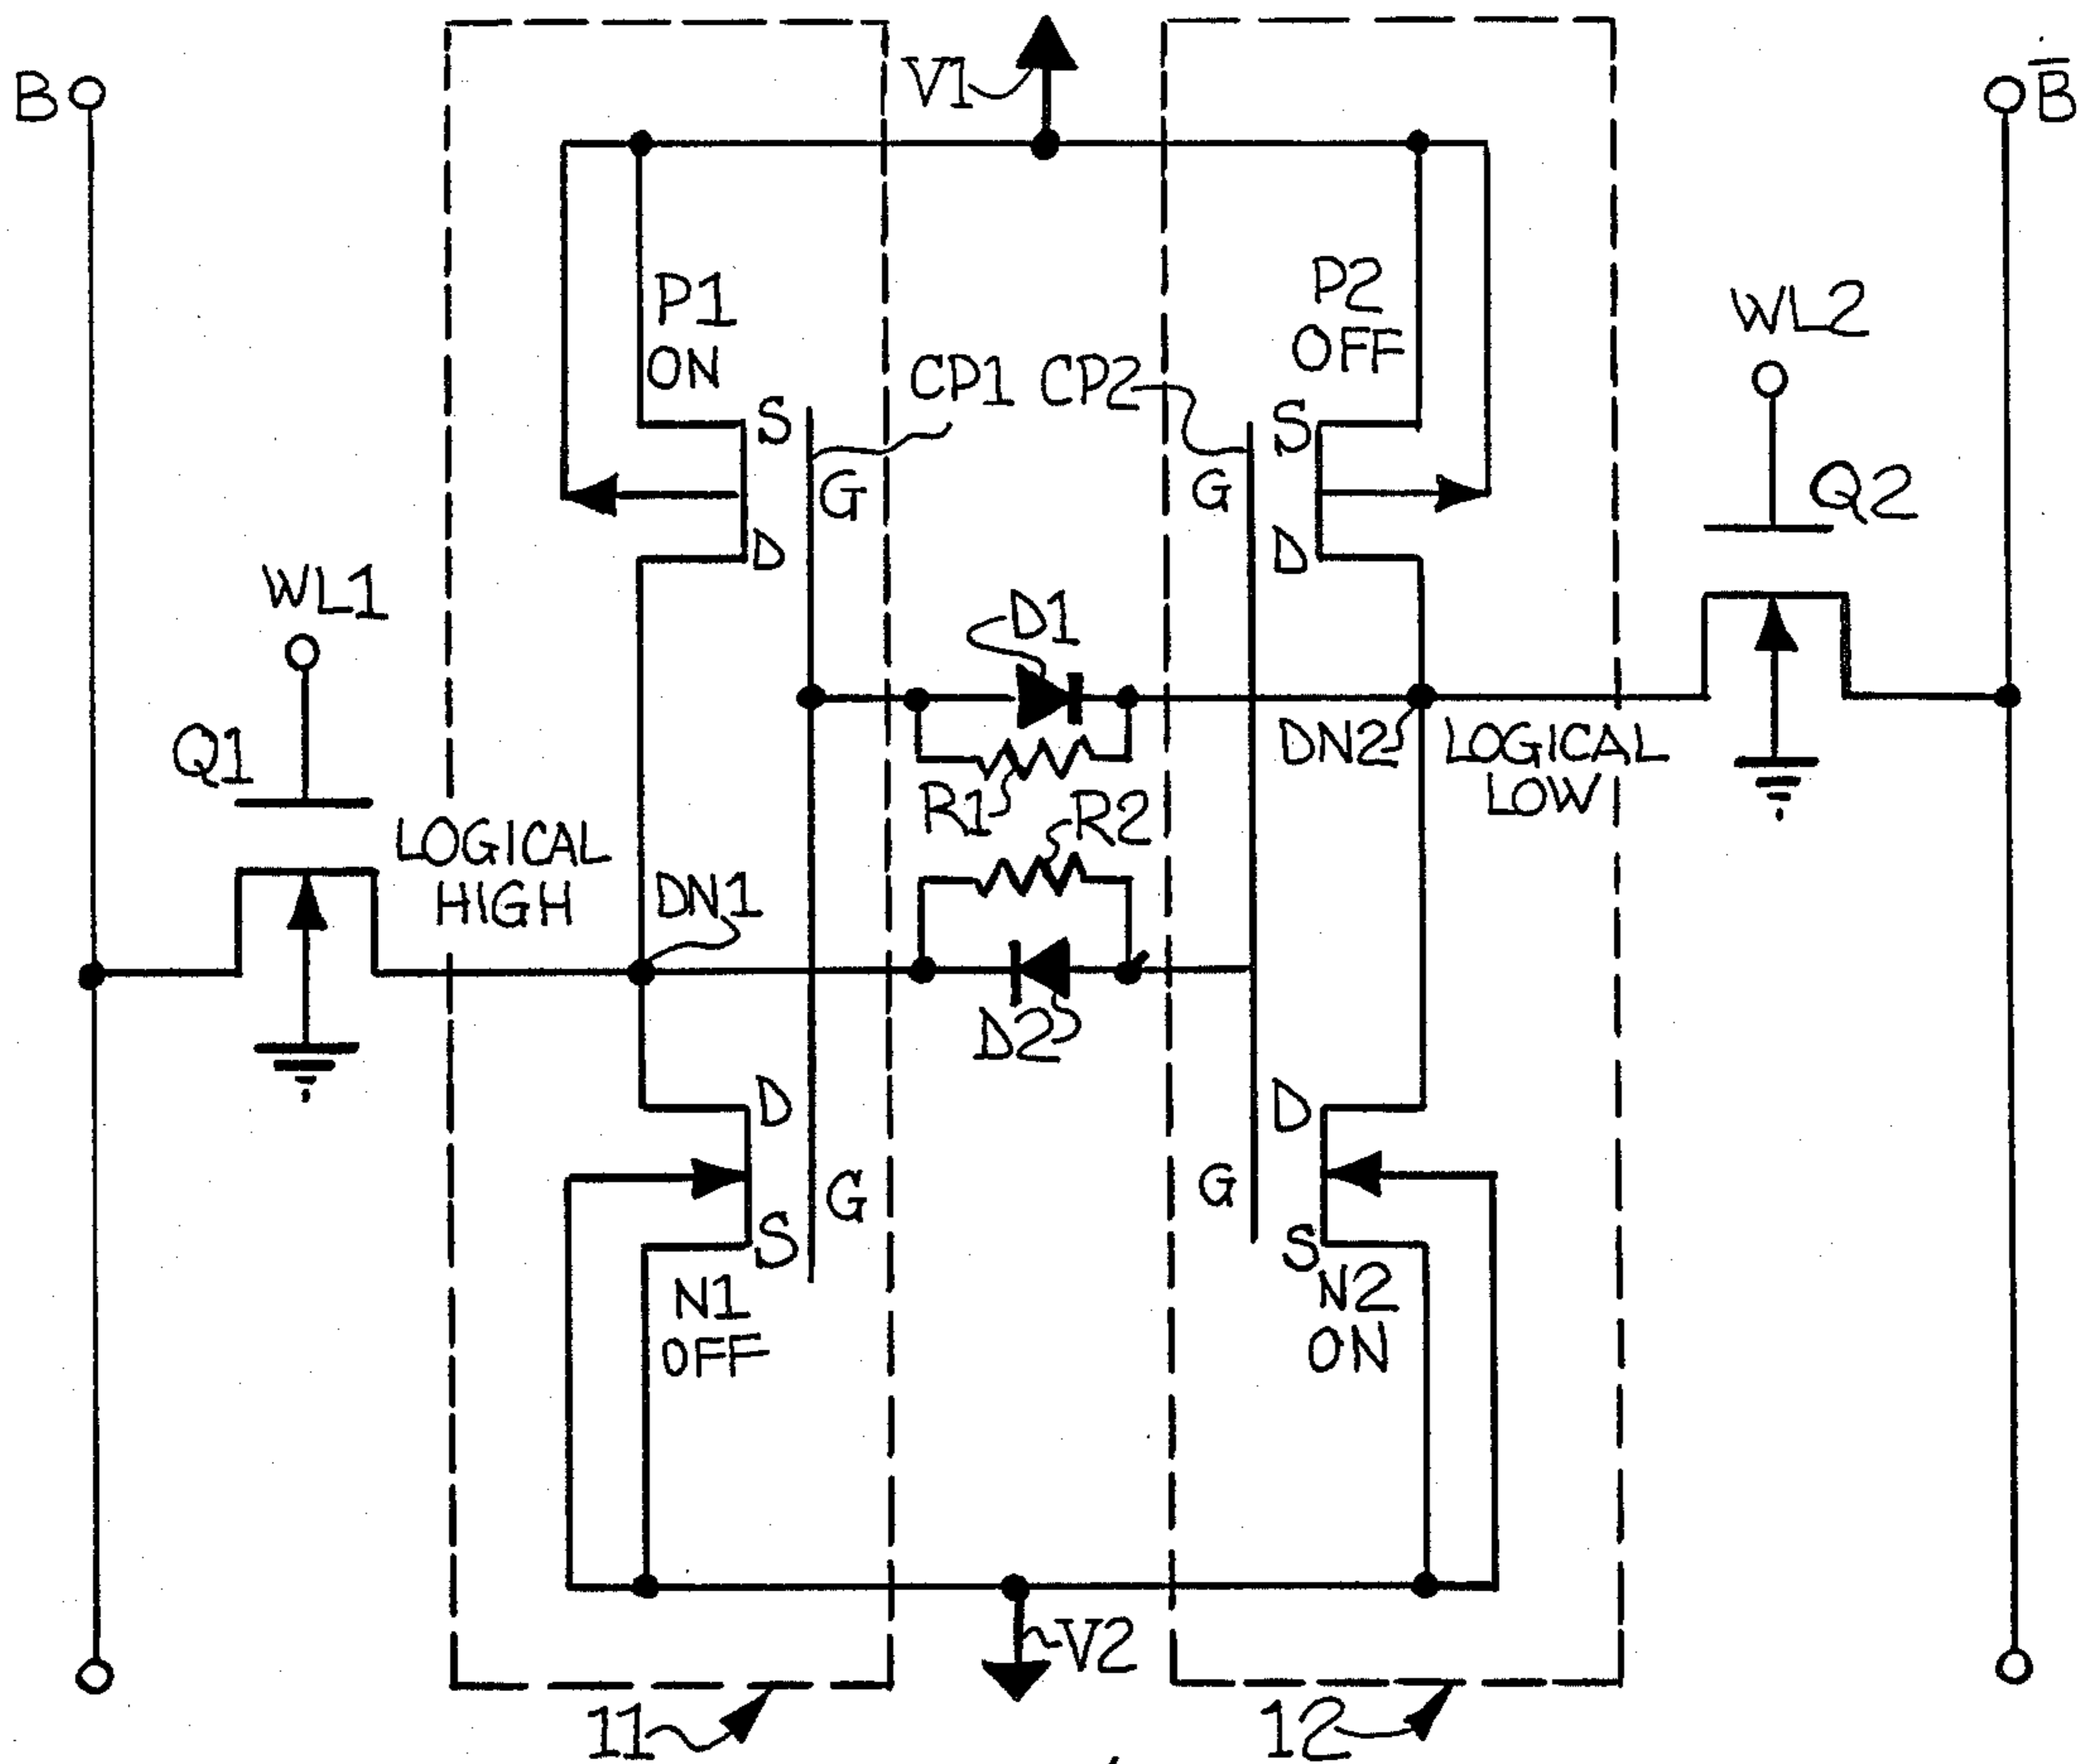 B
V1
B̅
P1
ON
P2
OFF
WL2
CP1
CP2
S
S
G
G
Q2
D
D
WL1
D1
Q1
DN2
LOGICAL
LOW
R1
R2
LOGICAL
HIGH
DN1
D2
D
D
G
G
S
S
N1
OFF
N2
ON
V2
11
12